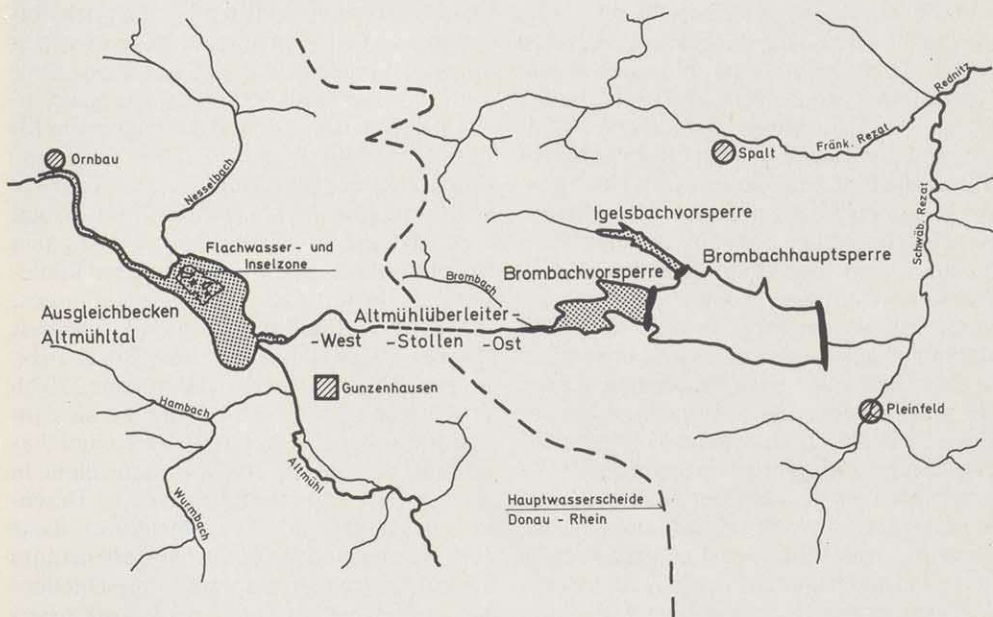 Rednitz
Fränk. Rezat
Spalt
Ornbau
Nesselbach
Schwäb. Rezat
Igelsbachvorsperre
Flachwasser- und
Inselzone
Brombachhauptsperre
Brombach
Brombachvorsperre
Ausgleichbecken
Altmühltal
Altmühlüberleiter-
-West -Stollen -Ost
Gunzenhausen
Hambach
Pleinfeld
Altmühl
Wurmbach
Hauptwasserscheide
Donau - Rhein